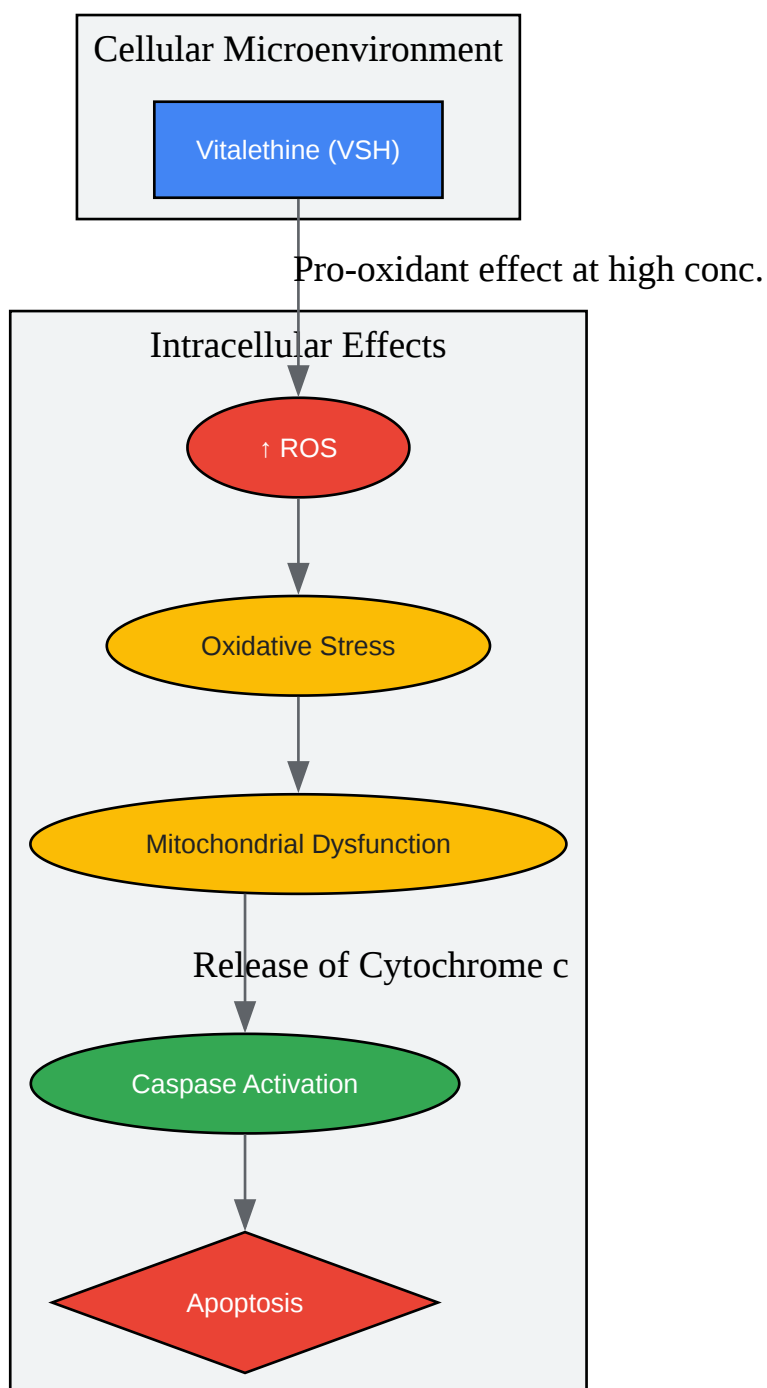 Cellular Microenvironment
Vitalethine (VSH)
Pro-oxidant effect at high conc.
Intracellular Effects
↑ ROS
Oxidative Stress
Mitochondrial Dysfunction
Release of Cytochrome c
Caspase Activation
Apoptosis